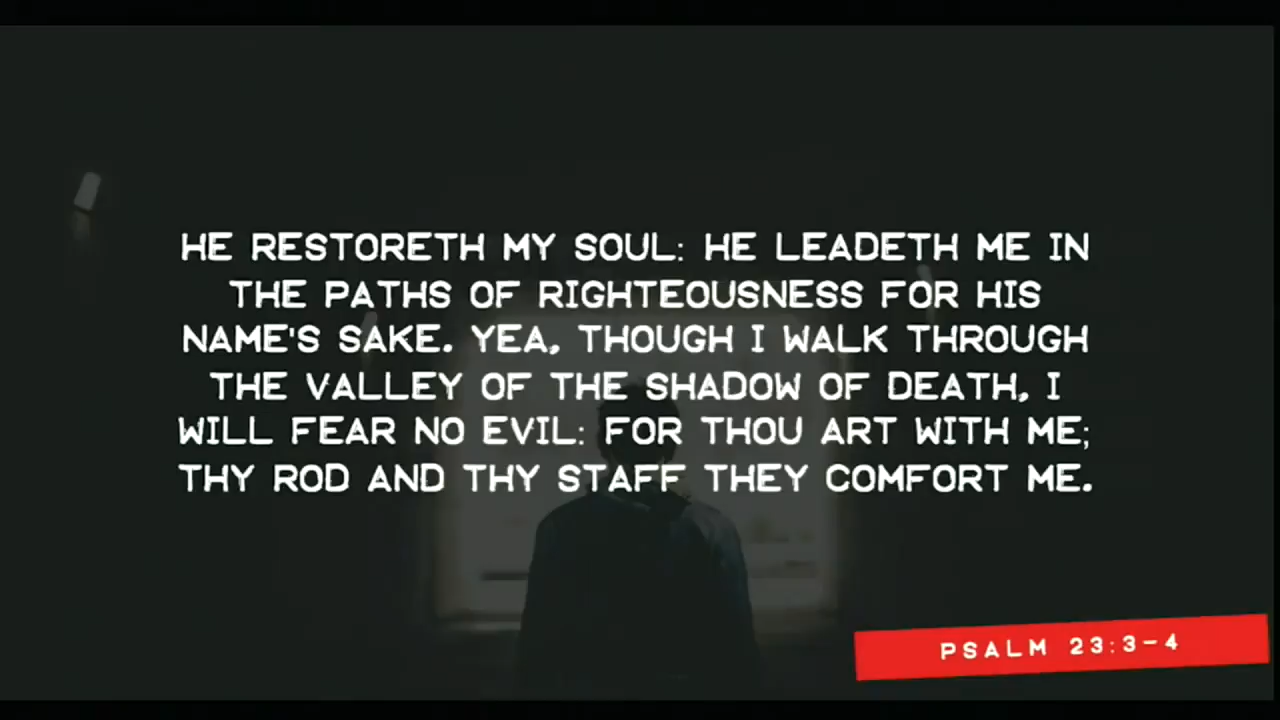 HE RESTORETH MY SOUL: HE LEADETH ME IN
THE PATHS OF RIGHTEOUSNESS FOR HIS
NAME'S SAKE. YEA, THOUGH I WALK THROUGH
THE VALLEY OF THE SHADOW OF DEATH, I
WILL FEAR NO EVIL: FOR THOU ART WITH ME;
THY ROD AND THY STAFF THEY COMFORT ME.
PSALM 23:3-4